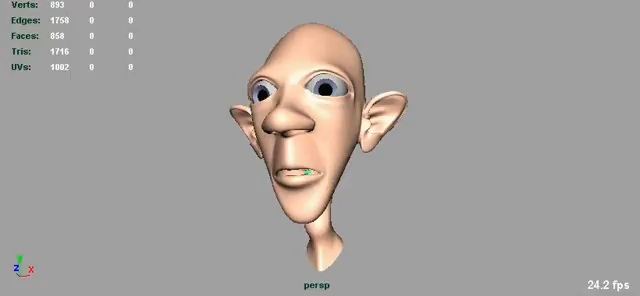 Verts: 893 0 0
Edges: 1758 0 0
Faces: 858 0 0
Tris: 1716 0 0
UVs: 1002 0 0
Y
Z X
persp
24.2 fps